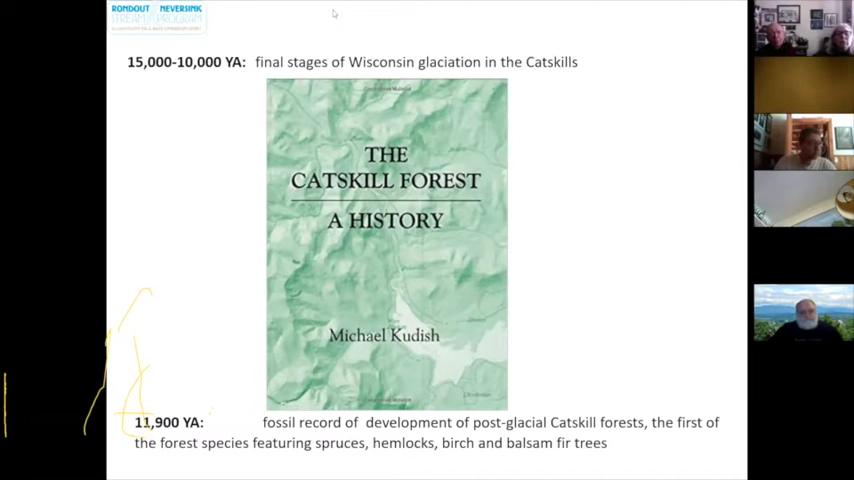 RONDOUT NEVERSINK
STREAM PROGRAM
15,000-10,000 YA: final stages of Wisconsin glaciation in the Catskills
THE
CATSKILL FOREST
A HISTORY
Michael Kudish
11,900 YA: fossil record of development of post-glacial Catskill forests, the first of
the forest species featuring spruces, hemlocks, birch and balsam fir trees